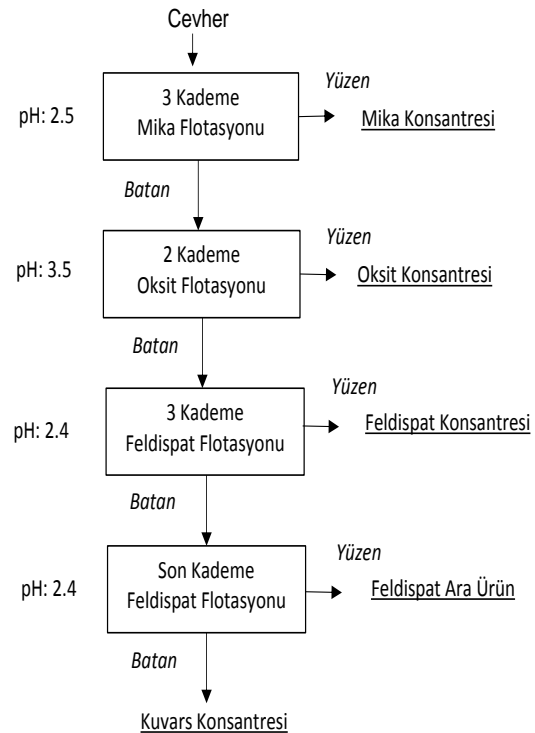 Cevher
pH: 2.5
3 Kademe
Mika Flotasyonu
Yüzen
Mika Konsantresi
Batan
pH: 3.5
2 Kademe
Oksit Flotasyonu
Yüzen
Oksit Konsantresi
Batan
pH: 2.4
3 Kademe
Feldispat Flotasyonu
Yüzen
Feldispat Konsantresi
Batan
pH: 2.4
Son Kademe
Feldispat Flotasyonu
Yüzen
Feldispat Ara Ürün
Batan
Kuvars Konsantresi